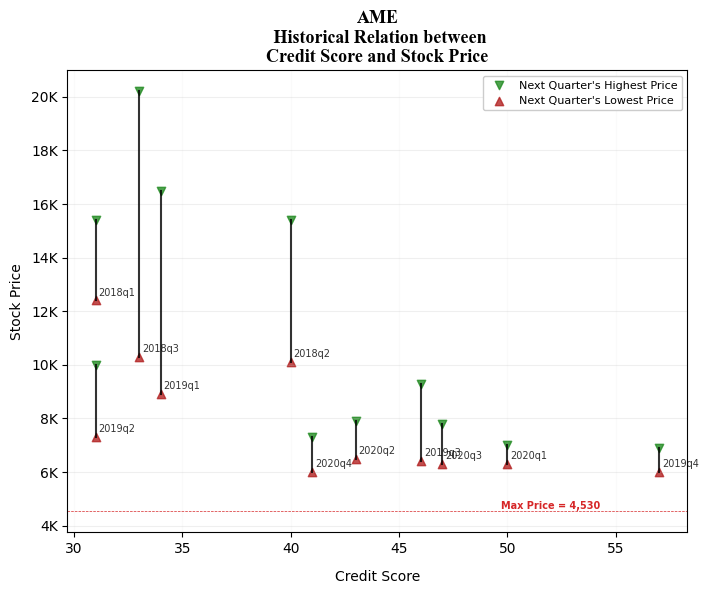 AME
Historical Relation between
Credit Score and Stock Price
Next Quarter's Highest Price
Next Quarter's Lowest Price
Stock Price
20K
18K
16K
14K
12K
10K
8K
6K
4K
2018q1
2018q3
2018q2
2019q1
2019q2
2020q4
2020q2
2019q3
2020q3
2020q1
2019q4
Max Price = 4,530
30
35
40
45
50
55
Credit Score